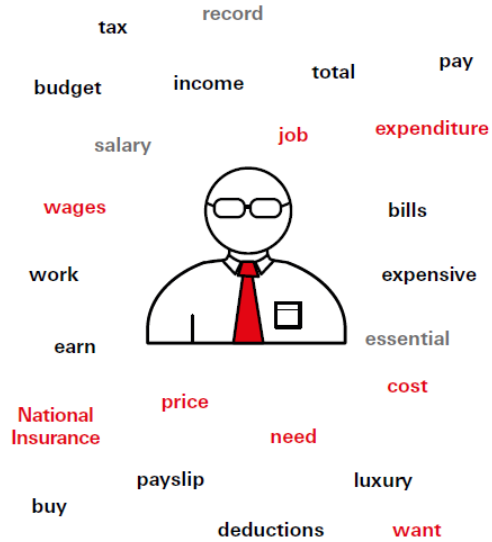 record
tax
pay
total
income
budget
expenditure
job
salary
wages
bills
work
expensive
essential
earn
cost
price
National
Insurance
need
payslip
luxury
buy
deductions
want